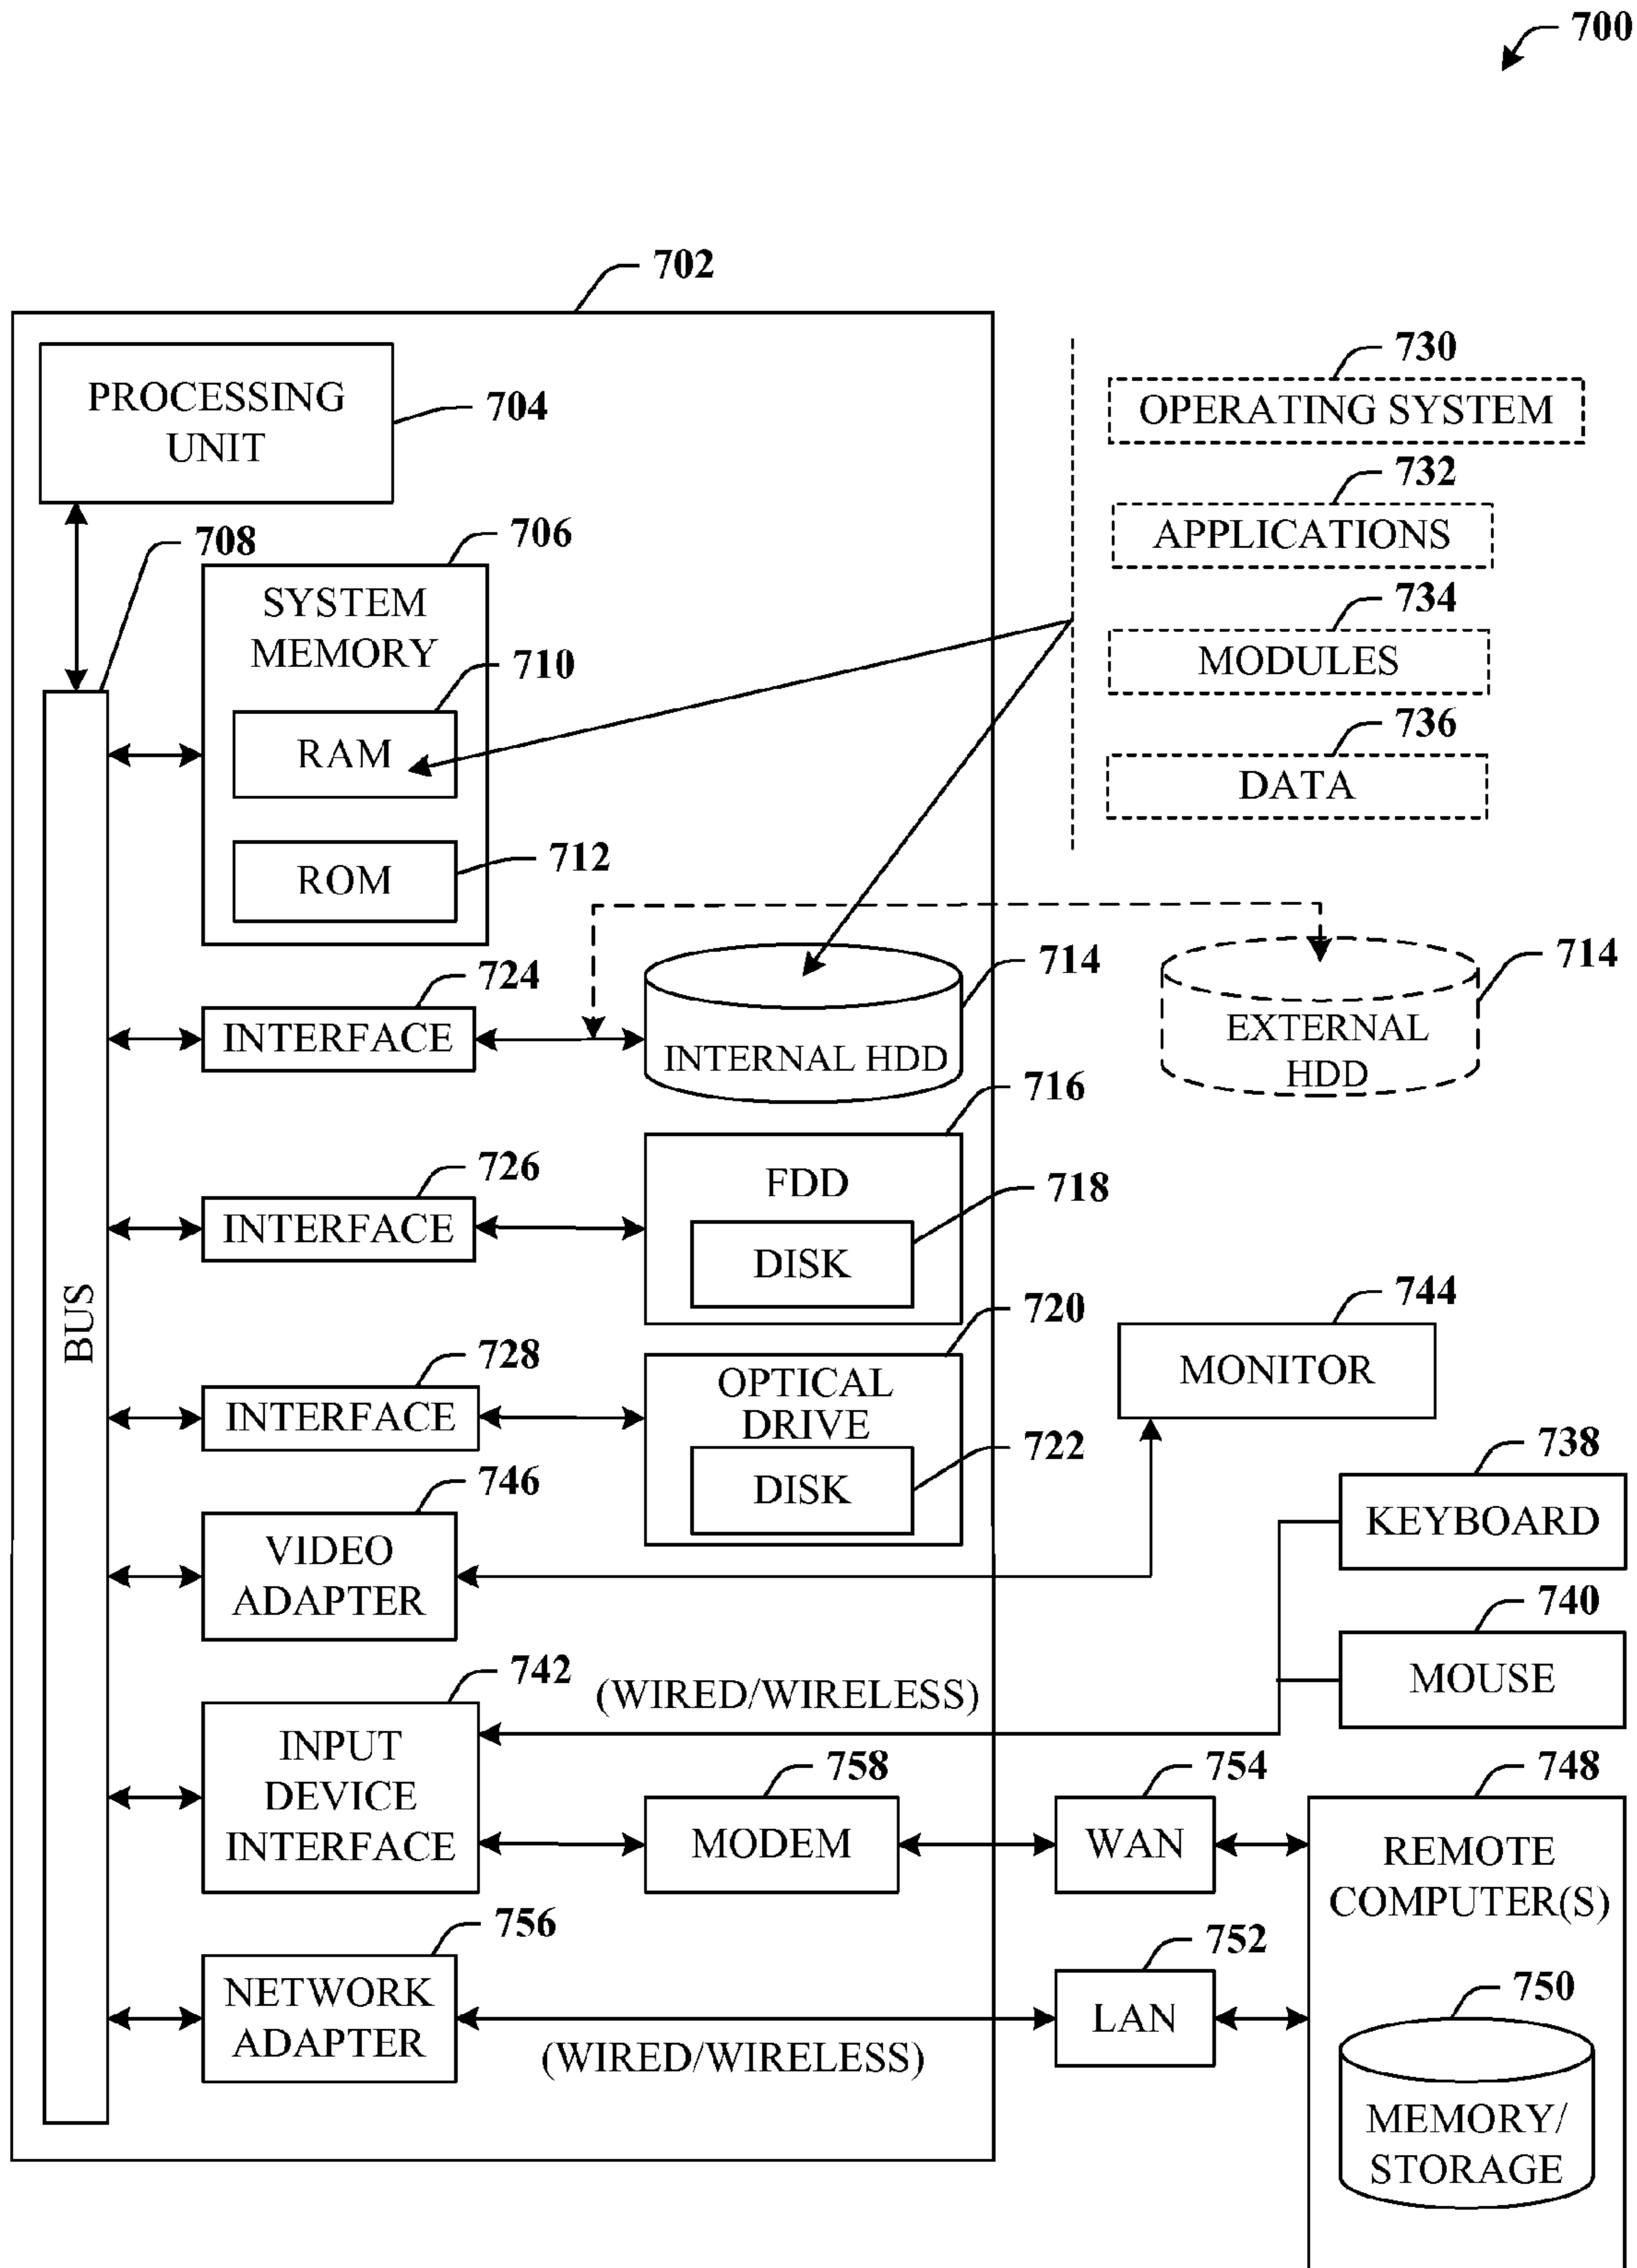 700
702
PROCESSING
UNIT
704
708
706
SYSTEM
MEMORY
710
RAM
712
ROM
730
OPERATING SYSTEM
732
APPLICATIONS
734
MODULES
736
DATA
BUS
724
INTERFACE
714
INTERNAL HDD
714
EXTERNAL
HDD
716
726
INTERFACE
FDD
718
DISK
720
728
INTERFACE
OPTICAL
DRIVE
722
DISK
744
MONITOR
746
VIDEO
ADAPTER
738
KEYBOARD
740
MOUSE
742
(WIRED/WIRELESS)
INPUT
DEVICE
INTERFACE
758
MODEM
754
WAN
748
REMOTE
COMPUTER(S)
756
NETWORK
ADAPTER
(WIRED/WIRELESS)
752
LAN
750
MEMORY/
STORAGE